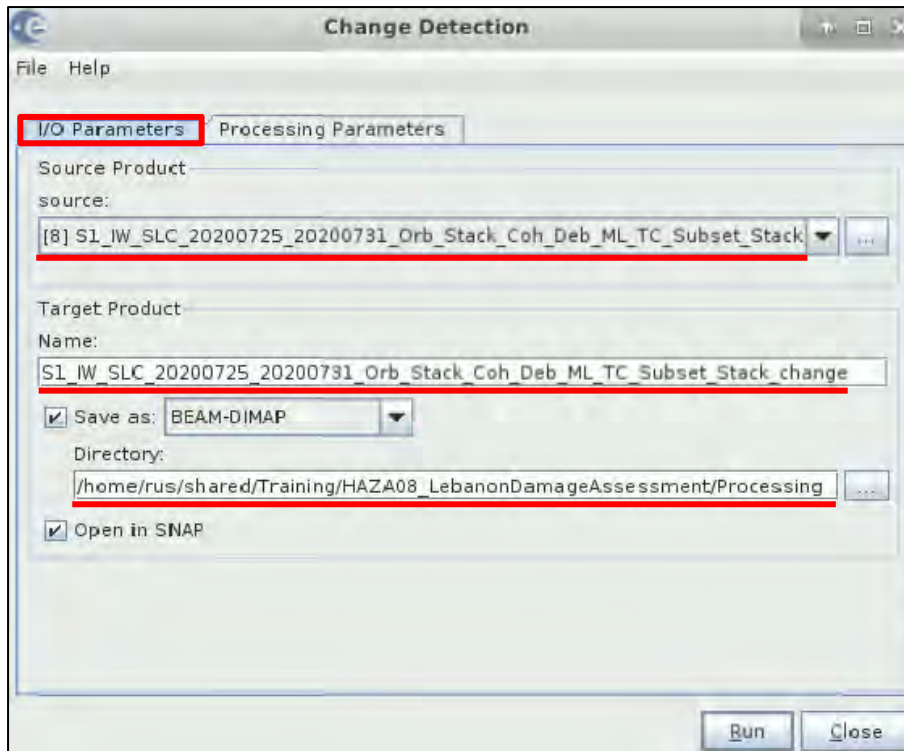 Change Detection
File Help
I/O Parameters Processing Parameters
Source Product
source:
[8] S1_IW_SLC_20200725_20200731_Orb_Stack_Coh_Deb_ML_TC_Subset_Stack ...
Target Product
Name:
S1_IW_SLC_20200725_20200731_Orb_Stack_Coh_Deb_ML_TC_Subset_Stack_change
Save as: BEAM-DIMAP
Directory:
/home/rus/shared/Training/HAZA08_LebanonDamageAssessment/Processing ...
Open in SNAP
Run Close